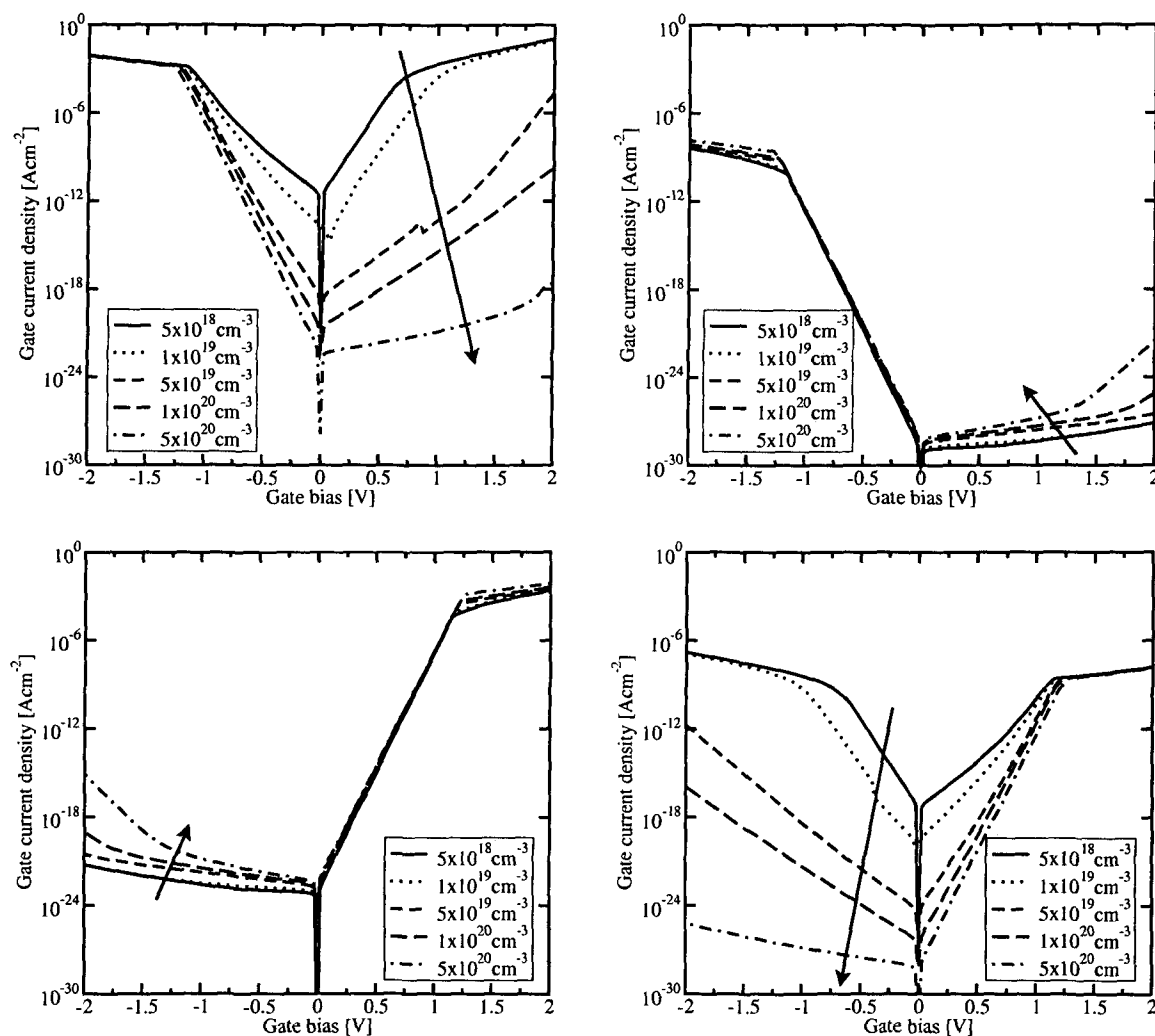 10^0
10^-6
10^-12
10^-18
10^-24
10^-30
Gate current density [Acm^-2]
5x10^18cm^-3
1x10^19cm^-3
5x10^19cm^-3
1x10^20cm^-3
5x10^20cm^-3
-2 -1.5 -1 -0.5 0 0.5 1 1.5 2
Gate bias [V]
10^0
10^-6
10^-12
10^-18
10^-24
10^-30
Gate current density [Acm^-2]
5x10^18cm^-3
1x10^19cm^-3
5x10^19cm^-3
1x10^20cm^-3
5x10^20cm^-3
-2 -1.5 -1 -0.5 0 0.5 1 1.5 2
Gate bias [V]
10^0
10^-6
10^-12
10^-18
10^-24
10^-30
Gate current density [Acm^-2]
5x10^18cm^-3
1x10^19cm^-3
5x10^19cm^-3
1x10^20cm^-3
5x10^20cm^-3
-2 -1.5 -1 -0.5 0 0.5 1 1.5 2
Gate bias [V]
10^0
10^-6
10^-12
10^-18
10^-24
10^-30
Gate current density [Acm^-2]
5x10^18cm^-3
1x10^19cm^-3
5x10^19cm^-3
1x10^20cm^-3
5x10^20cm^-3
-2 -1.5 -1 -0.5 0 0.5 1 1.5 2
Gate bias [V]